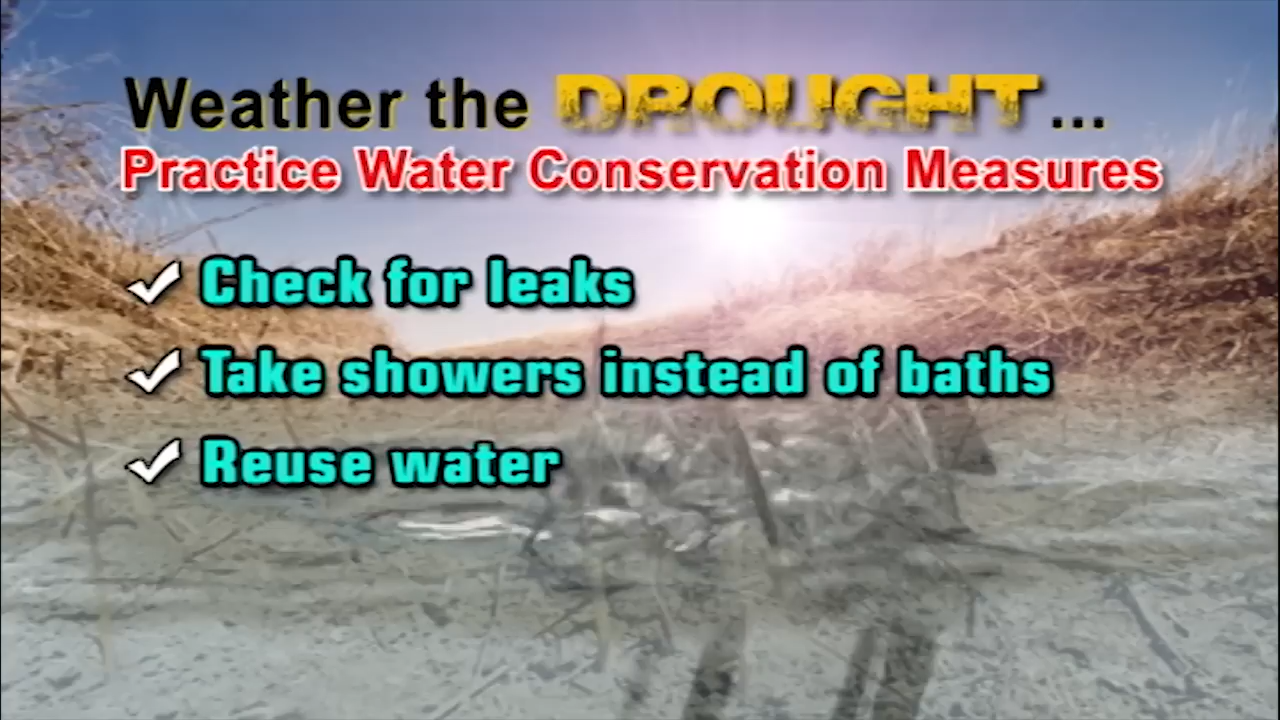 Weather the DROUGHT...
Practice Water Conservation Measures
Check for leaks
Take showers instead of baths
Reuse water